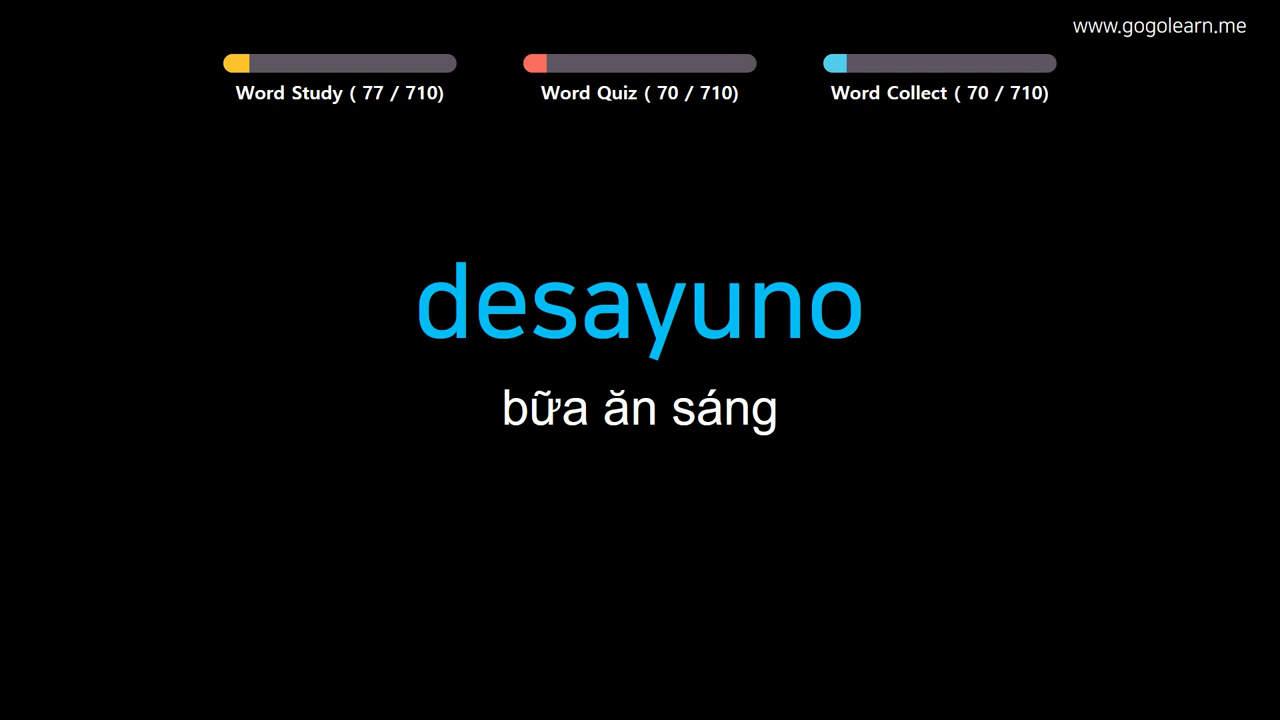 www.gogolearn.me
Word Study ( 77 / 710)
Word Quiz ( 70 / 710)
Word Collect ( 70 / 710)
desayuno
bữa ăn sáng